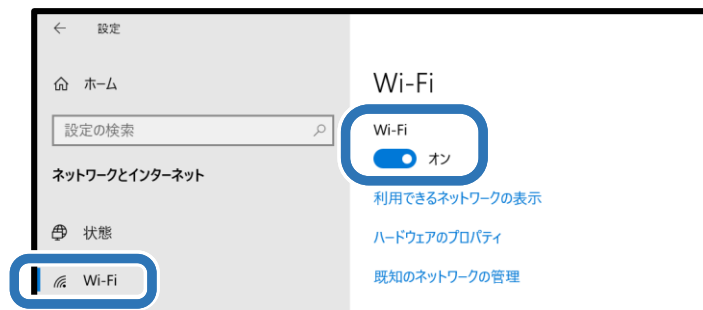 設定
ホーム
設定の検索
ネットワークとインターネット
状態
Wi-Fi
Wi-Fi
Wi-Fi
オン
利用できるネットワークの表示
ハードウェアのプロパティ
既知のネットワークの管理